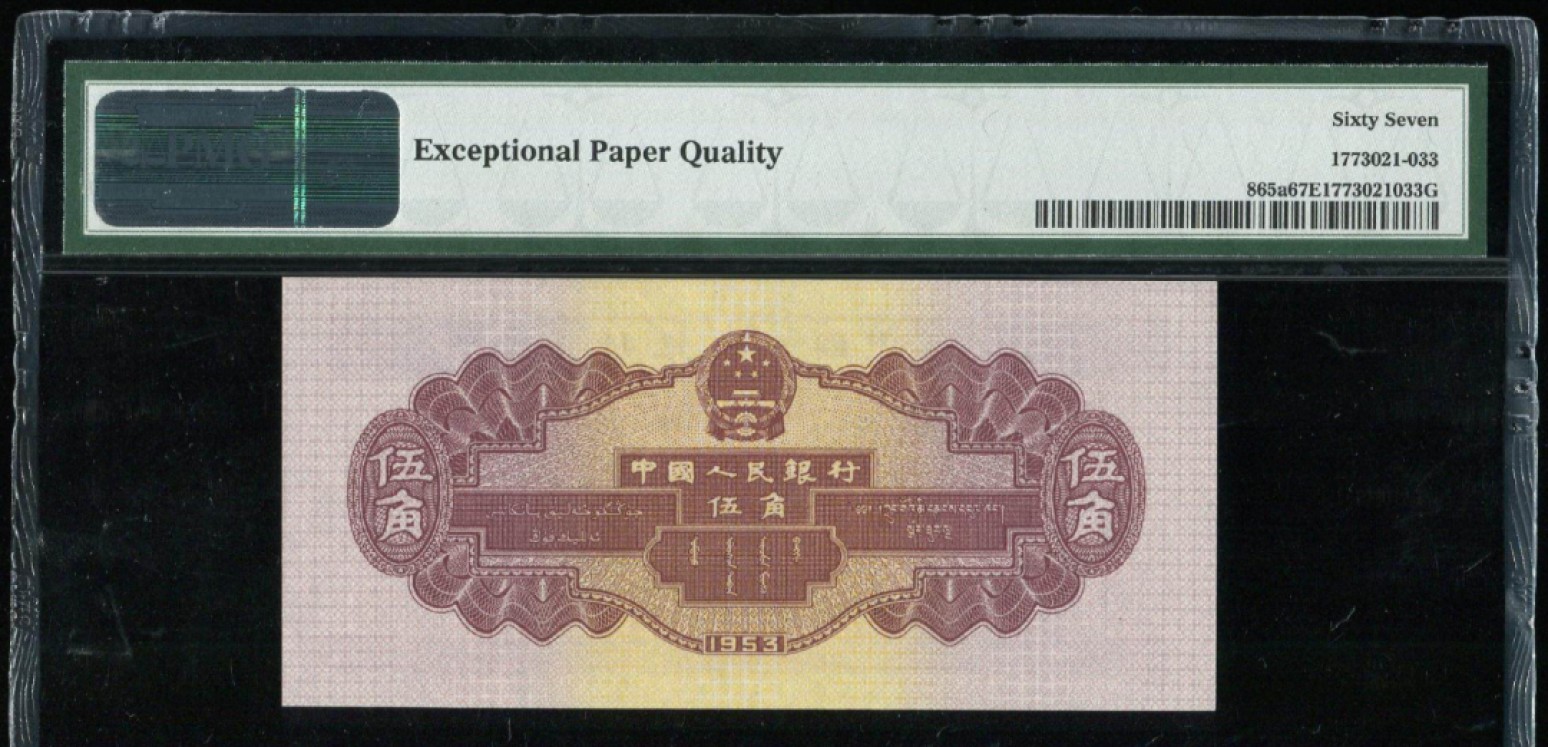 PMG
Exceptional Paper Quality
Sixty Seven
1773021-033
865a67E1773021033G
中國人民銀行
伍角
伍角
伍角
1953